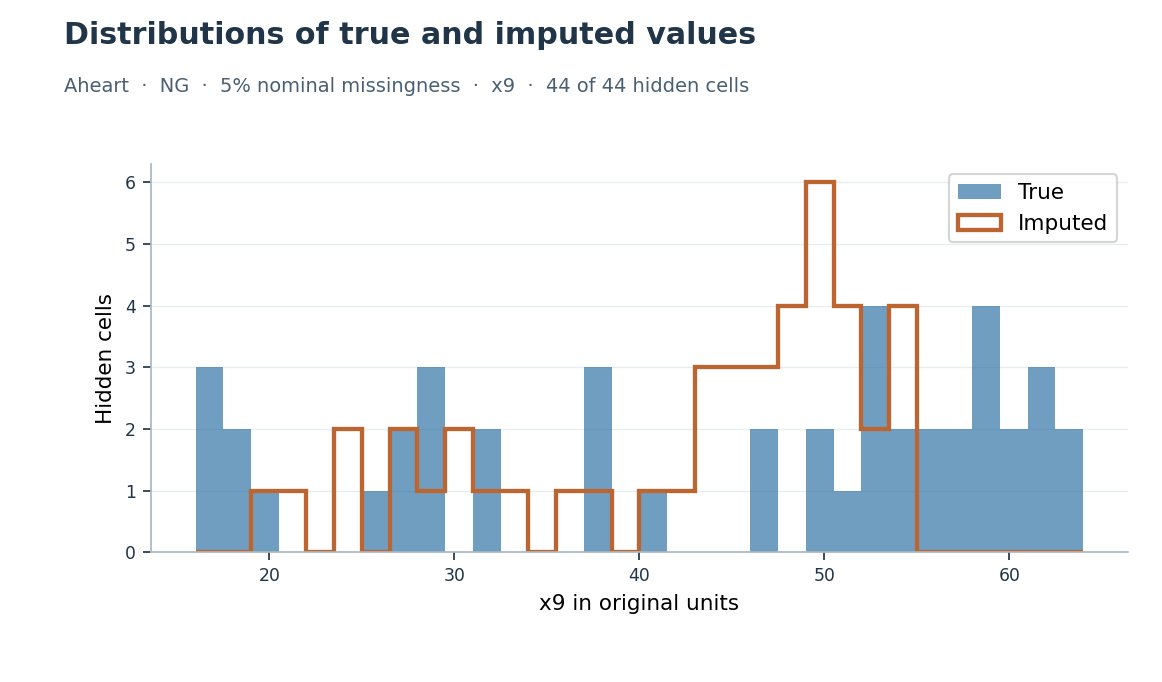 Distributions of true and imputed values
Aheart · NG · 5% nominal missingness · x9 · 44 of 44 hidden cells
True
Imputed
Hidden cells
6
5
4
3
2
1
0
20 30 40 50 60
x9 in original units